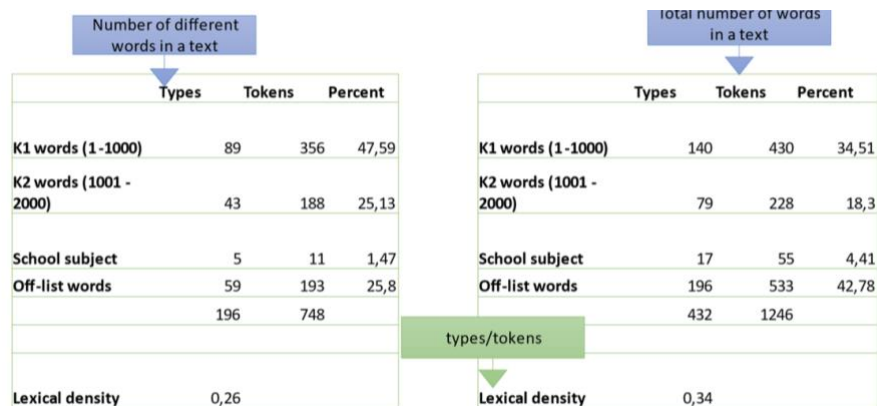 Number of different
words in a text
Total number of words
in a text
Types Tokens Percent
K1 words (1-1000) 89 356 47,59
K2 words (1001 -
2000) 43 188 25,13
School subject 5 11 1,47
Off-list words 59 193 25,8
196 748
Lexical density 0,26
Types Tokens Percent
K1 words (1-1000) 140 430 34,51
K2 words (1001 -
2000) 79 228 18,3
School subject 17 55 4,41
Off-list words 196 533 42,78
432 1246
types/tokens
Lexical density 0,34